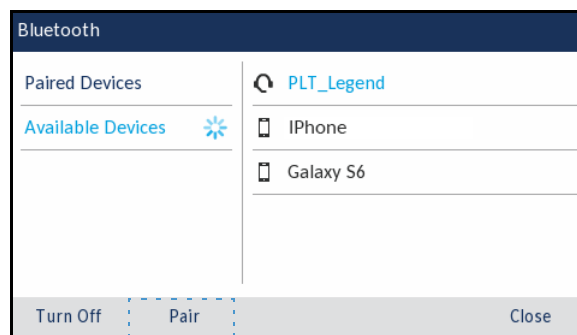 Bluetooth
Paired Devices
Available Devices
PLT_Legend
IPhone
Galaxy S6
Turn Off Pair Close